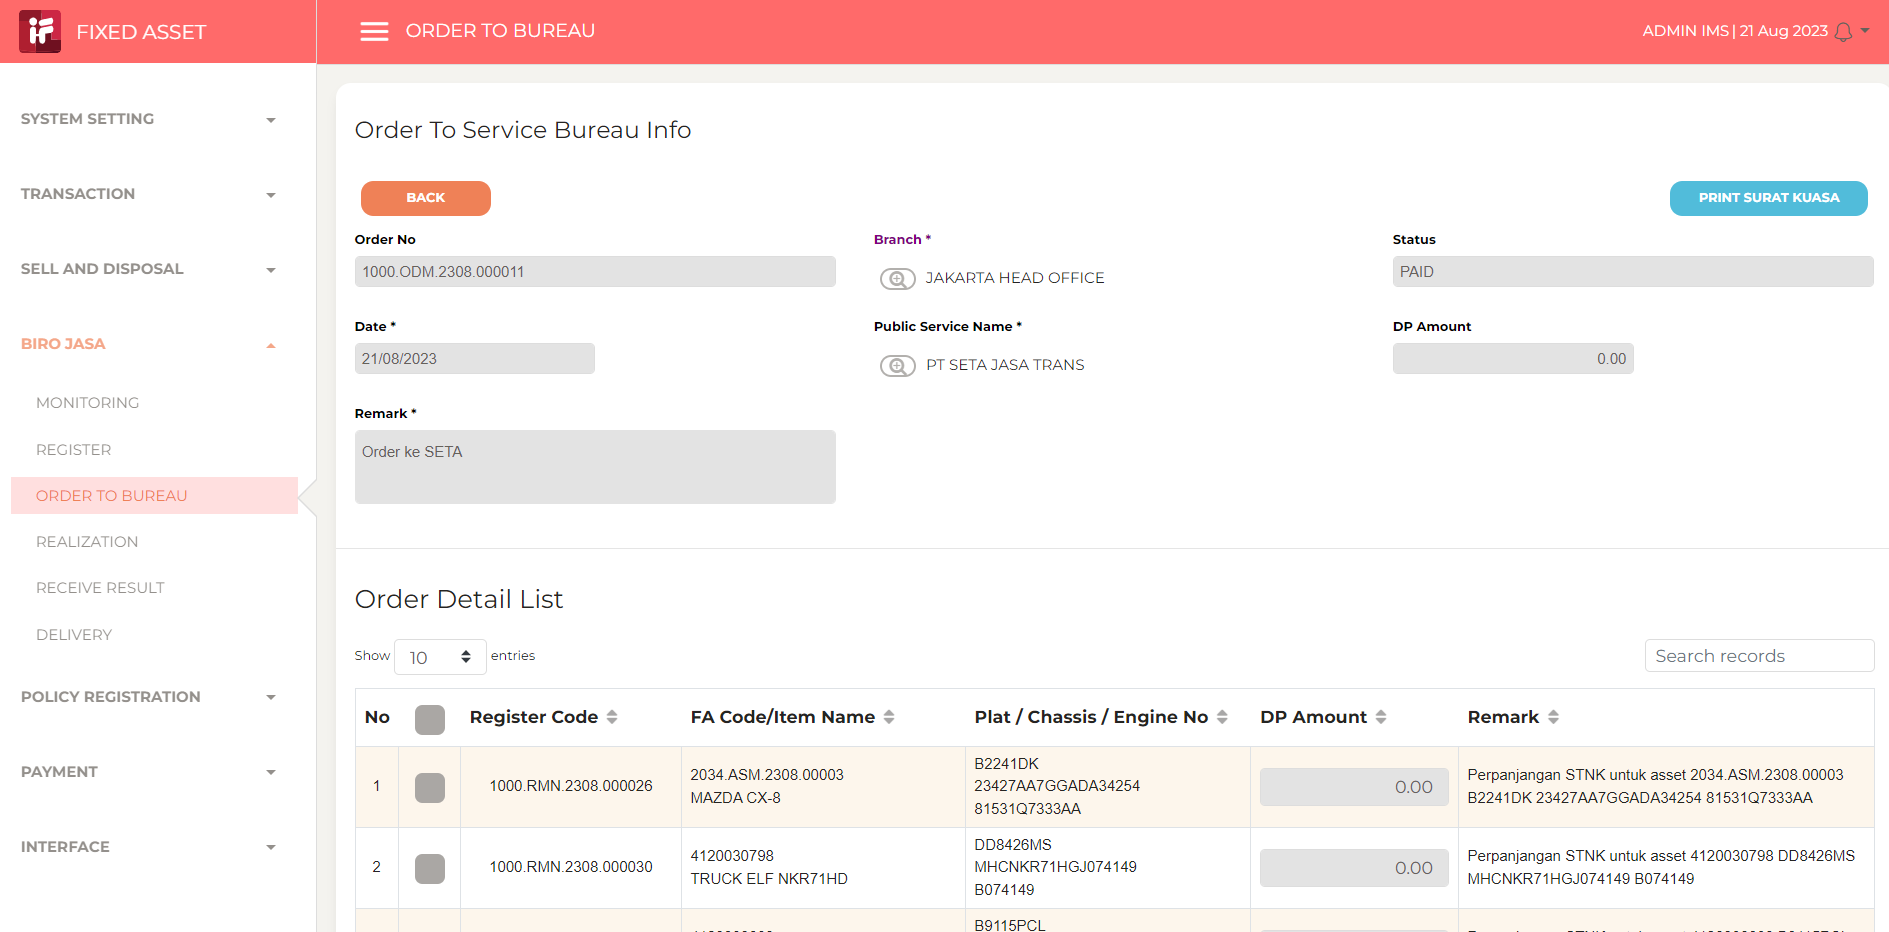 FIXED ASSET
ORDER TO BUREAU
ADMIN IMS | 21 Aug 2023
SYSTEM SETTING
TRANSACTION
SELL AND DISPOSAL
BIRO JASA
MONITORING
REGISTER
ORDER TO BUREAU
REALIZATION
RECEIVE RESULT
DELIVERY
POLICY REGISTRATION
PAYMENT
INTERFACE
Order To Service Bureau Info
BACK
PRINT SURAT KUASA
Order No
1000.ODM.2308.000011
Branch *
JAKARTA HEAD OFFICE
Status
PAID
Date *
21/08/2023
Public Service Name *
PT SETA JASA TRANS
DP Amount
0.00
Remark *
Order ke SETA
Order Detail List
Show 10 entries
Search records
No Register Code FA Code/Item Name Plat / Chassis / Engine No DP Amount Remark
1
1000.RMN.2308.000026
2034.ASM.2308.00003
MAZDA CX-8
B2241DK
23427AA7GGADA34254
81531Q7333AA
0.00
Perpanjangan STNK untuk asset 2034.ASM.2308.00003
B2241DK 23427AA7GGADA34254 81531Q7333AA
2
1000.RMN.2308.000030
4120030798
TRUCK ELF NKR71HD
DD8426MS
MHCNKR71HGJ074149
B074149
0.00
Perpanjangan STNK untuk asset 4120030798 DD8426MS
MHCNKR71HGJ074149 B074149
B9115PCL